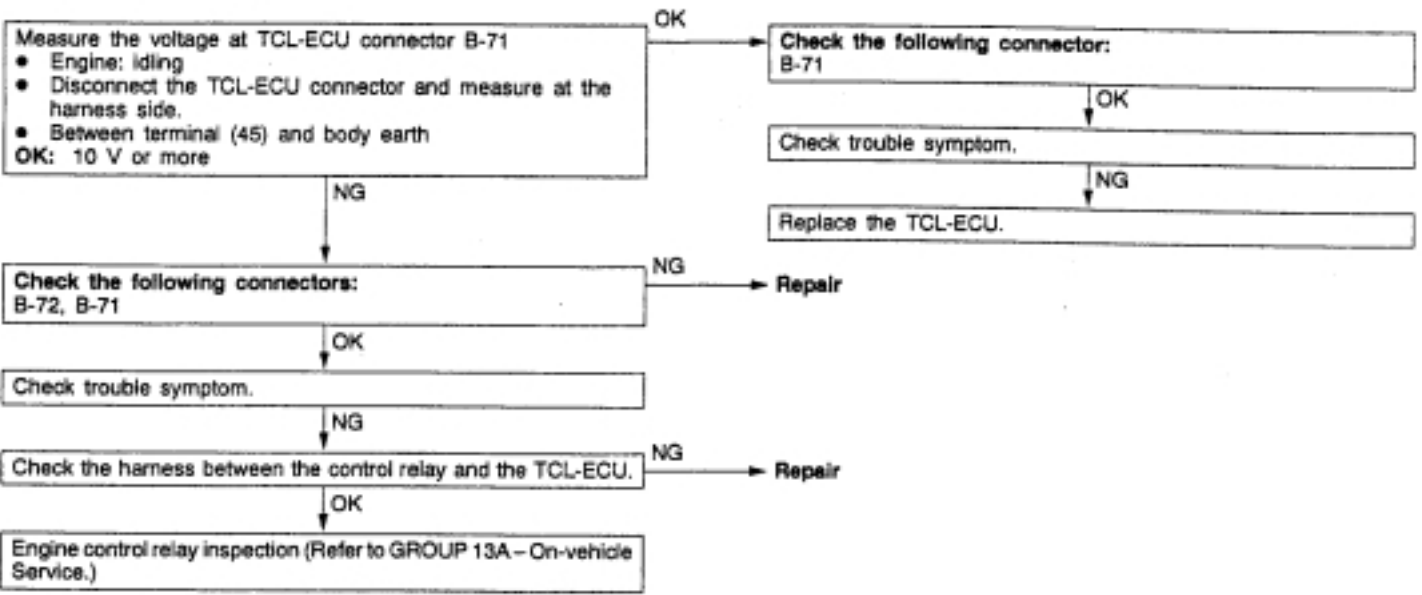 Measure the voltage at TCL-ECU connector B-71
● Engine: idling
● Disconnect the TCL-ECU connector and measure at the
harness side.
● Between terminal (45) and body earth
OK: 10 V or more
OK
Check the following connector:
B-71
OK
Check trouble symptom.
NG
Replace the TCL-ECU.
NG
Check the following connectors:
B-72, B-71
NG
Repair
OK
Check trouble symptom.
NG
Check the harness between the control relay and the TCL-ECU.
NG
Repair
OK
Engine control relay inspection (Refer to GROUP 13A – On-vehicle
Service.)